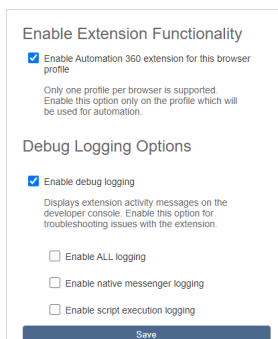 Enable Extension Functionality
Enable Automation 360 extension for this browser
profile
Only one profile per browser is supported.
Enable this option only on the profile which will
be used for automation.
Debug Logging Options
Enable debug logging
Displays extension activity messages on the
developer console. Enable this option for
troubleshooting issues with the extension.
Enable ALL logging
Enable native messenger logging
Enable script execution logging
Save